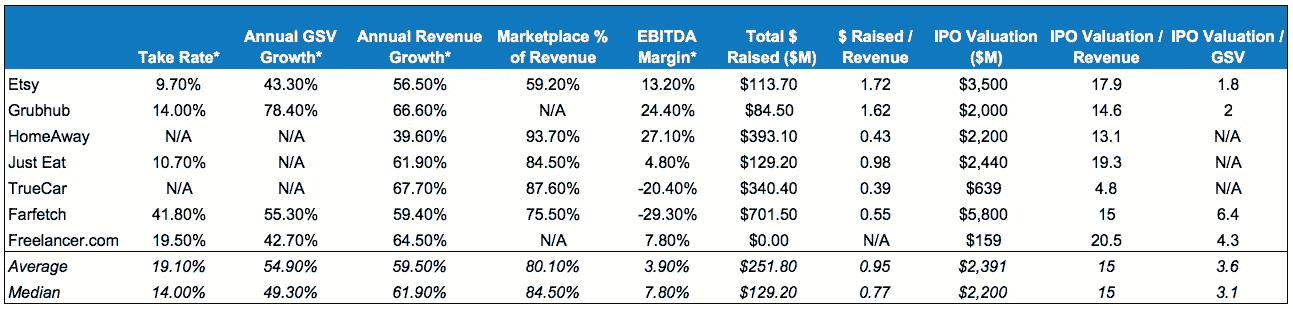 Take Rate* Annual GSV Growth* Annual Revenue Growth* Marketplace % of Revenue EBITDA Margin* Total $ Raised ($M) $ Raised / Revenue IPO Valuation ($M) IPO Valuation / Revenue IPO Valuation / GSV
Etsy 9.70% 43.30% 56.50% 59.20% 13.20% $113.70 1.72 $3,500 17.9 1.8
Grubhub 14.00% 78.40% 66.60% N/A 24.40% $84.50 1.62 $2,000 14.6 2
HomeAway N/A N/A 39.60% 93.70% 27.10% $393.10 0.43 $2,200 13.1 N/A
Just Eat 10.70% N/A 61.90% 84.50% 4.80% $129.20 0.98 $2,440 19.3 N/A
TrueCar N/A N/A 67.70% 87.60% -20.40% $340.40 0.39 $639 4.8 N/A
Farfetch 41.80% 55.30% 59.40% 75.50% -29.30% $701.50 0.55 $5,800 15 6.4
Freelancer.com 19.50% 42.70% 64.50% N/A 7.80% $0.00 N/A $159 20.5 4.3
Average 19.10% 54.90% 59.50% 80.10% 3.90% $251.80 0.95 $2,391 15 3.6
Median 14.00% 49.30% 61.90% 84.50% 7.80% $129.20 0.77 $2,200 15 3.1